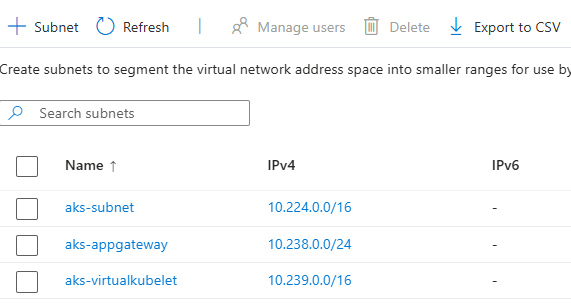 + Subnet Refresh | Manage users Delete Export to CSV
Create subnets to segment the virtual network address space into smaller ranges for use by
Search subnets
Name ↑ IPv4 IPv6
aks-subnet 10.224.0.0/16 -
aks-appgateway 10.238.0.0/24 -
aks-virtualkubelet 10.239.0.0/16 -